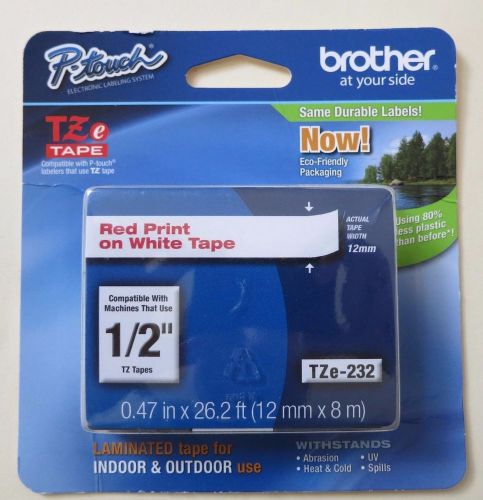 P-touch
ELECTRONIC LABELING SYSTEM
brother®
at your side
TZe
TAPE
Compatible with P-touch®
labelers that use TZ tape
Same Durable Labels!
Now!
Eco-Friendly
Packaging
Using 80%
less plastic
than before*!
Red Print
on White Tape
ACTUAL
TAPE
WIDTH
12mm
Compatible With
Machines That Use
1/2"
TZ Tapes
TZe-232
0.47 in x 26.2 ft (12 mm x 8 m)
LAMINATED tape for
INDOOR & OUTDOOR use
WITHSTANDS
• Abrasion • UV
• Heat & Cold • Spills